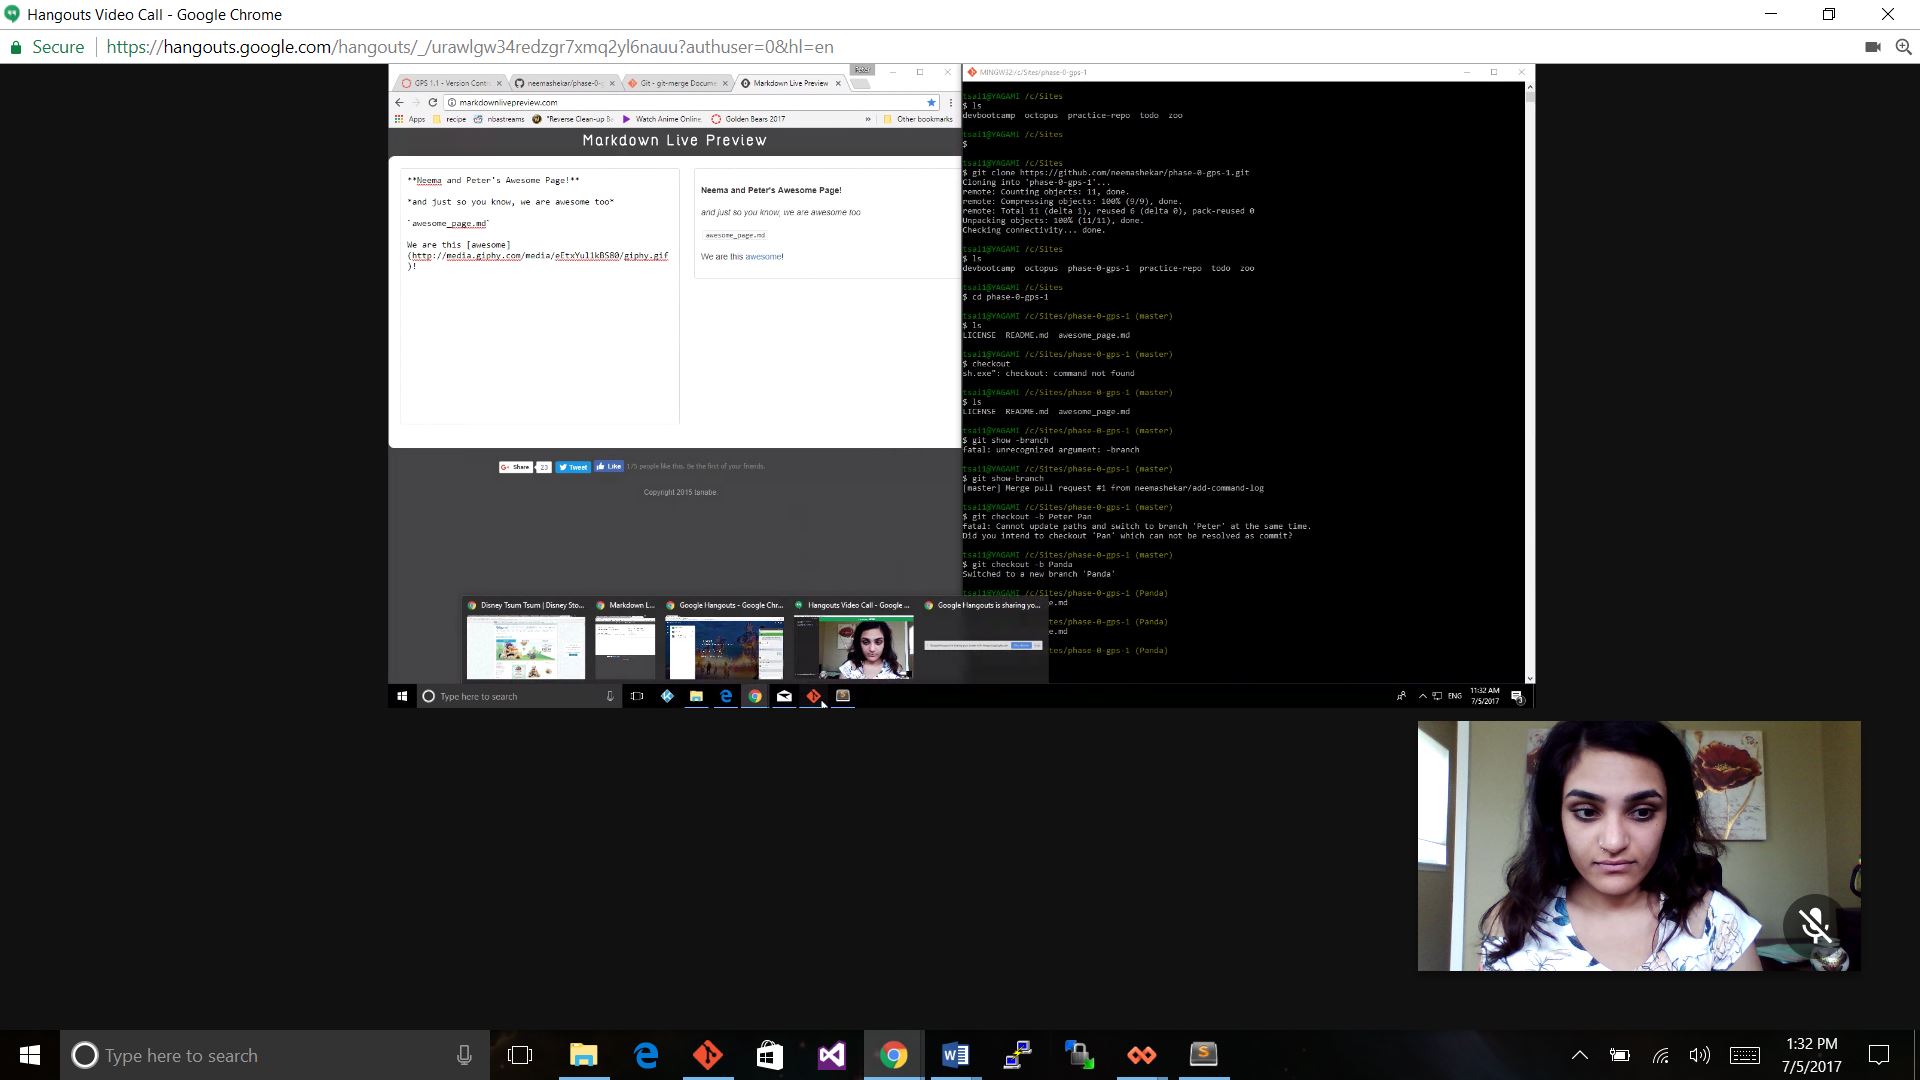 Hangouts Video Call - Google Chrome
Secure https://hangouts.google.com/hangouts/_/urawlgw34redzgr7xmq2yl6nauu?authuser=0&hl=en
GPS 1.1 - Version Contr
neemashekar/phase-0-g
Git - git-merge Docume
Markdown Live Preview
Peter
markdownlivepreview.com
Apps recipe nbastreams "Reverse Clean-up Ba Watch Anime Online, Golden Bears 2017 » Other bookmarks
Markdown Live Preview
**Neema and Peter's Awesome Page!**
*and just so you know, we are awesome too*
`awesome_page.md`
We are this [awesome]
(http://media.giphy.com/media/eEtxYul1kBS80/giphy.gif
)!
Neema and Peter's Awesome Page!
and just so you know, we are awesome too
awesome_page.md
We are this awesome!
Share 23 Tweet Like 175 people like this. Be the first of your friends.
Copyright 2015 tanabe.
MINGW32:/c/Sites/phase-0-gps-1
tsai1@YAGAMI /c/Sites
$ ls
devbootcamp octopus practice-repo todo zoo
tsai1@YAGAMI /c/Sites
$
tsai1@YAGAMI /c/Sites
$ git clone https://github.com/neemashekar/phase-0-gps-1.git
Cloning into 'phase-0-gps-1'...
remote: Counting objects: 11, done.
remote: Compressing objects: 100% (9/9), done.
remote: Total 11 (delta 1), reused 6 (delta 0), pack-reused 0
Unpacking objects: 100% (11/11), done.
Checking connectivity... done.
tsai1@YAGAMI /c/Sites
$ ls
devbootcamp octopus phase-0-gps-1 practice-repo todo zoo
tsai1@YAGAMI /c/Sites
$ cd phase-0-gps-1
tsai1@YAGAMI /c/Sites/phase-0-gps-1 (master)
$ ls
LICENSE README.md awesome_page.md
tsai1@YAGAMI /c/Sites/phase-0-gps-1 (master)
$ checkout
sh.exe": checkout: command not found
tsai1@YAGAMI /c/Sites/phase-0-gps-1 (master)
$ ls
LICENSE README.md awesome_page.md
tsai1@YAGAMI /c/Sites/phase-0-gps-1 (master)
$ git show -branch
fatal: unrecognized argument: -branch
tsai1@YAGAMI /c/Sites/phase-0-gps-1 (master)
$ git show-branch
[master] Merge pull request #1 from neemashekar/add-command-log
tsai1@YAGAMI /c/Sites/phase-0-gps-1 (master)
$ git checkout -b Peter Pan
fatal: Cannot update paths and switch to branch 'Peter' at the same time.
Did you intend to checkout 'Pan' which can not be resolved as commit?
tsai1@YAGAMI /c/Sites/phase-0-gps-1 (master)
$ git checkout -b Panda
Switched to a new branch 'Panda'
tsai1@YAGAMI /c/Sites/phase-0-gps-1 (Panda)
e.md
tes/phase-0-gps-1 (Panda)
e.md
tes/phase-0-gps-1 (Panda)
Disney Tsum Tsum | Disney Sto...
Markdown L...
Google Hangouts - Google Chr...
Hangouts Video Call - Google ...
Google Hangouts is sharing yo...
Type here to search
ENG
11:32 AM
7/5/2017
Type here to search
1:32 PM
7/5/2017